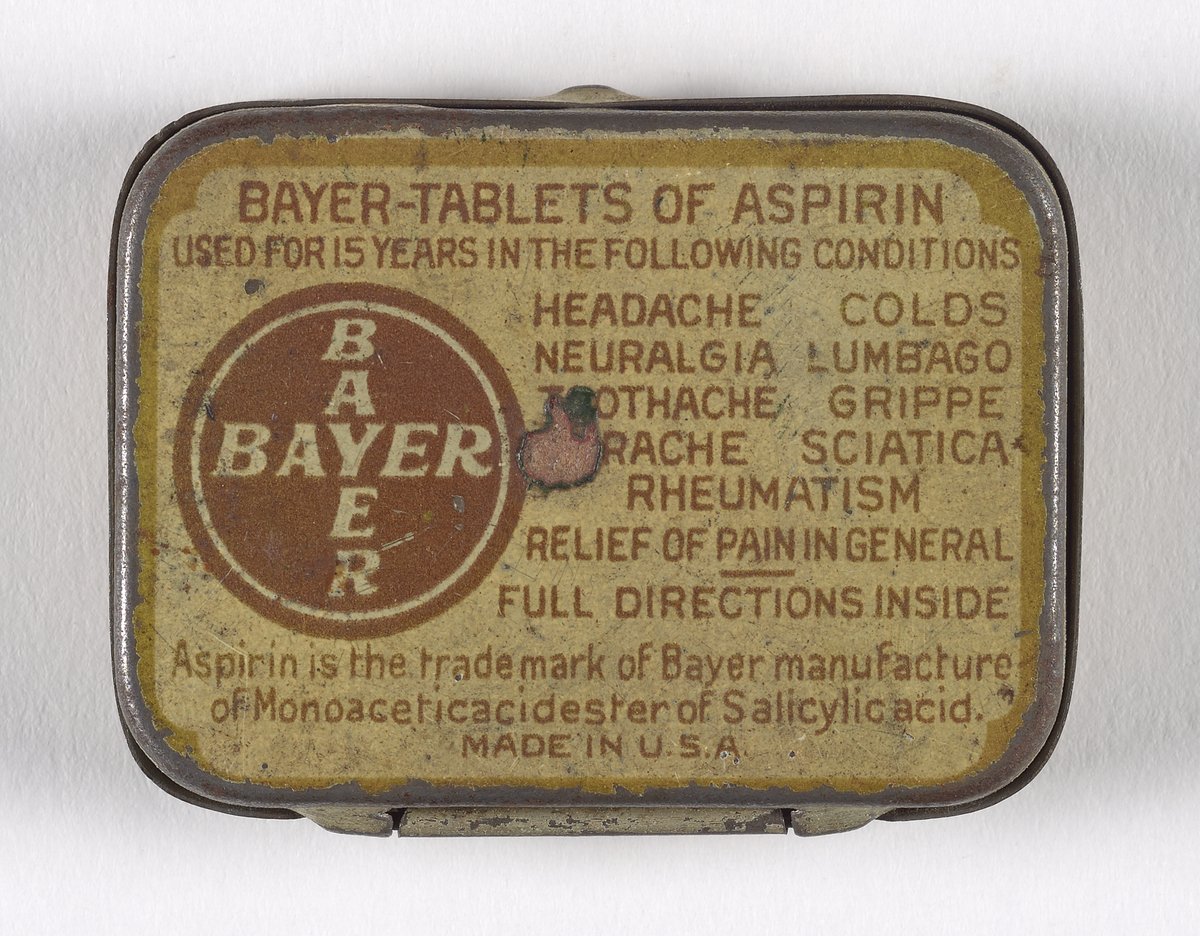 BAYER-TABLETS OF ASPIRIN
USED FOR 15 YEARS IN THE FOLLOWING CONDITIONS
BAYER
BAYER
HEADACHE COLDS
NEURALGIA LUMBAGO
GRIPPE
SCIATICA
RHEUMATISM
RELIEF OF PAIN IN GENERAL
FULL DIRECTIONS INSIDE
Aspirin is the trademark of Bayer manufacture
of Monoaceticacidester of Salicylic acid.
MADE IN U.S.A.